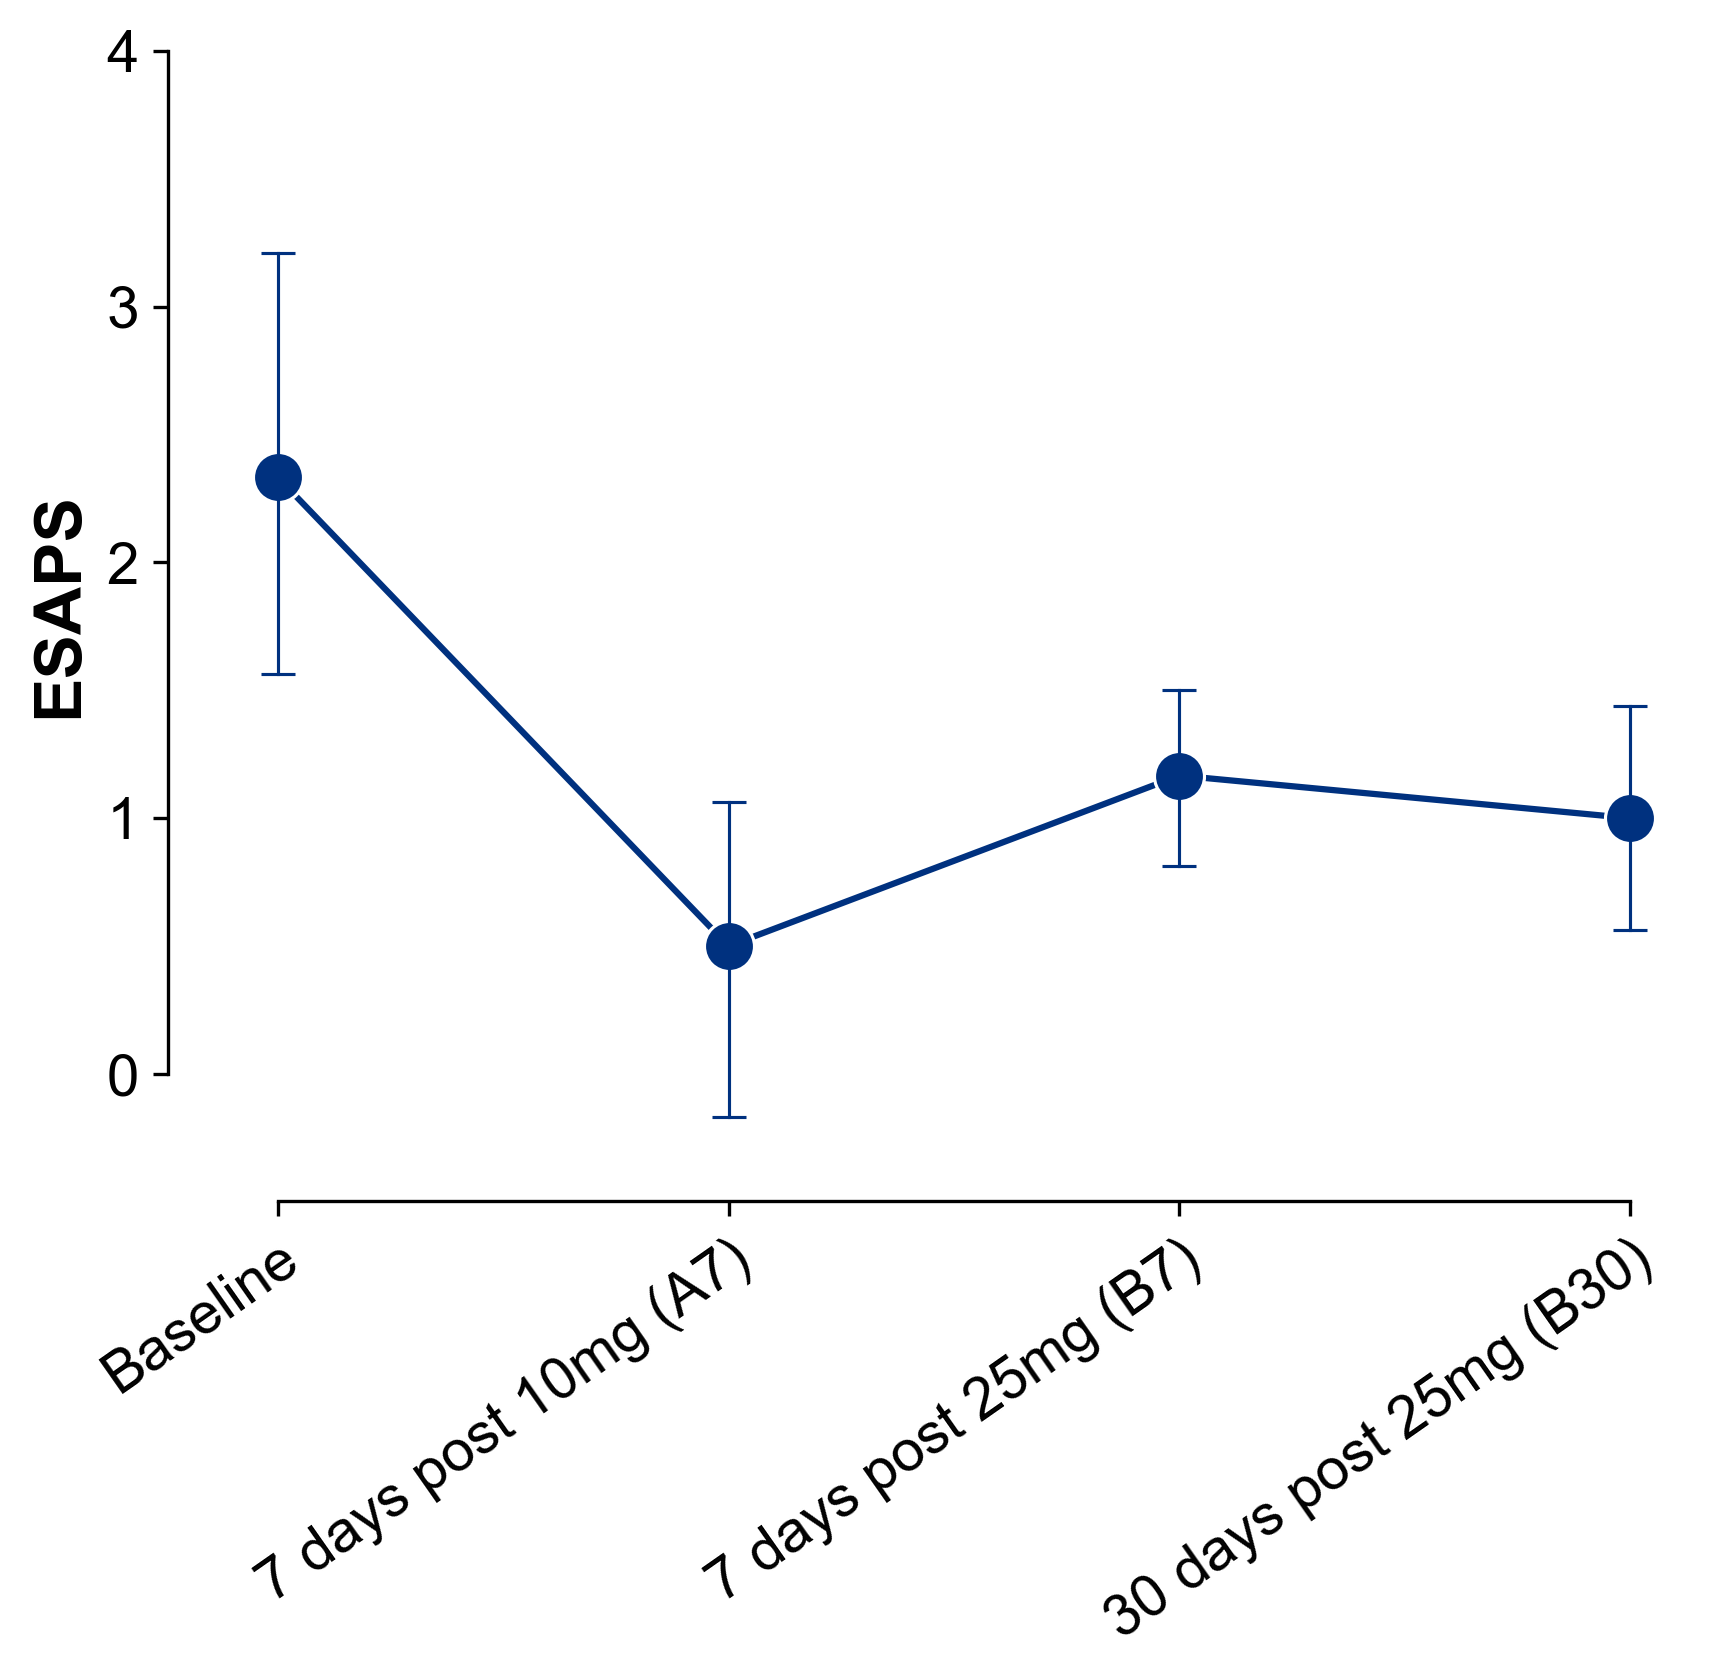 ESAPS
4
3
2
1
0
Baseline
7 days post 10mg (A7)
7 days post 25mg (B7)
30 days post 25mg (B30)